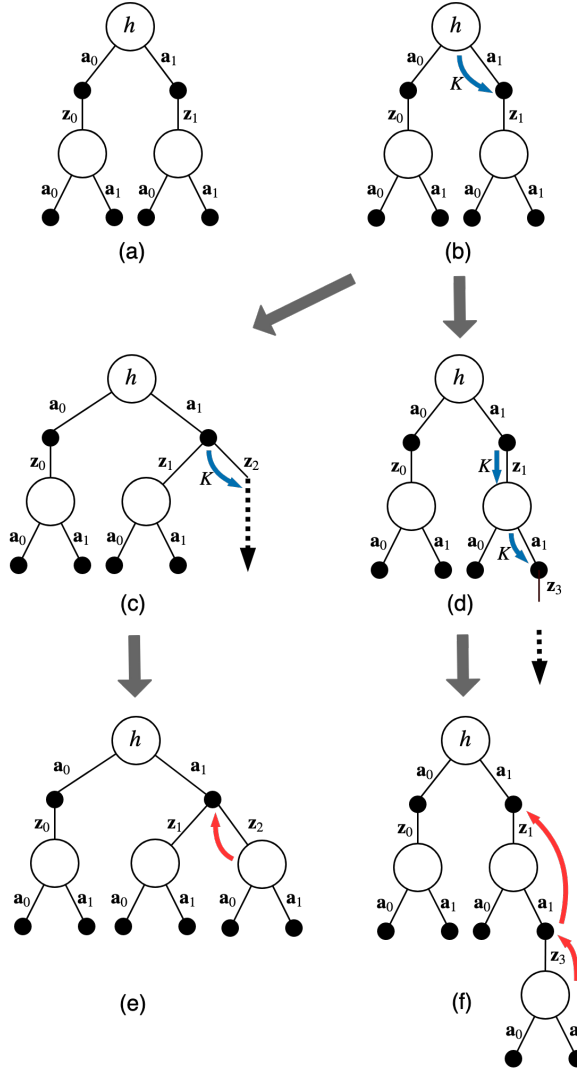 h
a₀ a₁
z₀ z₁
a₀ a₁ a₀ a₁
(a)
h
a₀ a₁
K
z₀ z₁
a₀ a₁ a₀ a₁
(b)
h
a₀ a₁
z₀ z₁ z₂
K
a₀ a₁ a₀ a₁
(c)
h
a₀ a₁
K
z₀ z₁
a₀ a₁ a₀ a₁
K
z₃
(d)
h
a₀ a₁
z₀ z₁ z₂
a₀ a₁ a₀ a₁ a₀ a₁
(e)
h
a₀ a₁
z₀ z₁
a₀ a₁ a₀ a₁
z₃
a₀ a
(f)